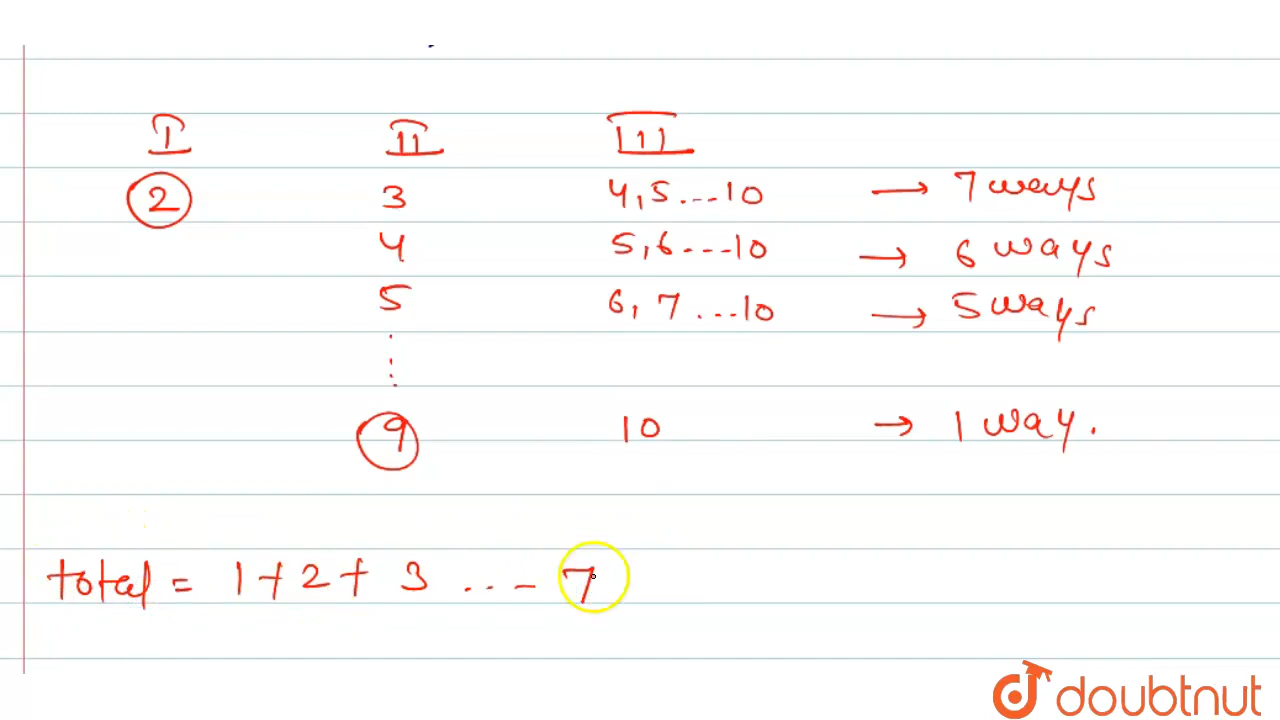 I II III
2 3 4,5...10 → 7 ways
4 5,6...10 → 6 ways
5 6,7...10 → 5 ways
9 10 → 1 way.
total = 1+2+3 ... 7
doubtnut